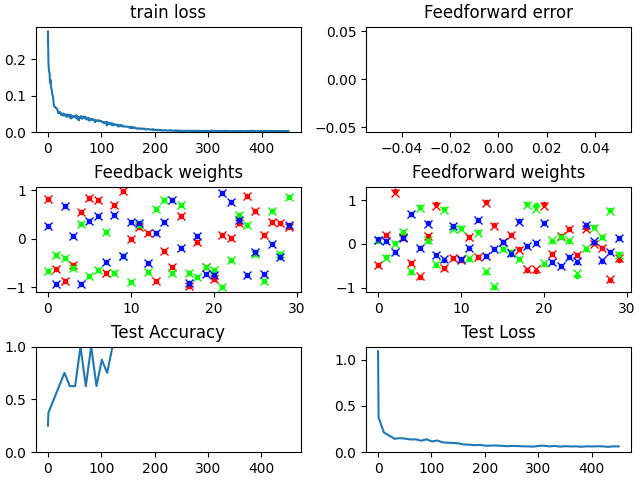 train loss
Feedforward error
0.2
0.1
0.0
0 100 200 300 400
0.05
0.00
−0.05
−0.04 −0.02 0.00 0.02 0.04
Feedback weights
Feedforward weights
1
0
−1
0 10 20 30
1
0
−1
0 10 20 30
Test Accuracy
Test Loss
1.0
0.5
0.0
0 100 200 300 400
1.0
0.5
0.0
0 100 200 300 400